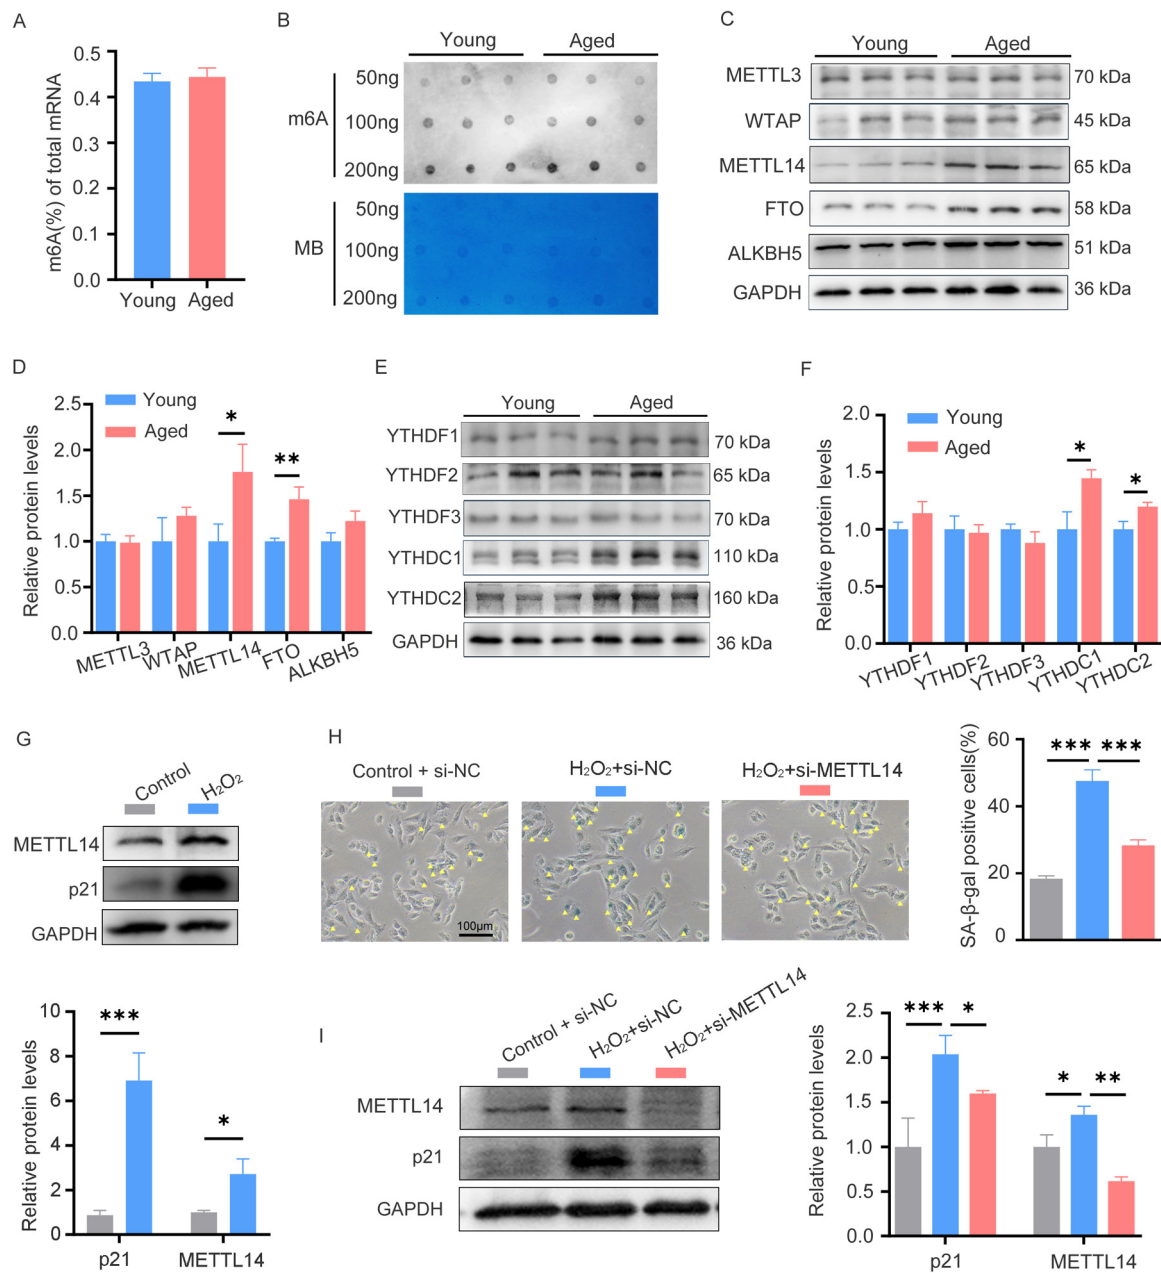 A
m6A(%) of total mRNA
0.5
0.4
0.3
0.2
0.1
0.0
Young Aged
B
Young Aged
m6A
50ng
100ng
200ng
MB
50ng
100ng
200ng
C
Young Aged
METTL3 70 kDa
WTAP 45 kDa
METTL14 65 kDa
FTO 58 kDa
ALKBH5 51 kDa
GAPDH 36 kDa
D
Relative protein levels
2.5
2.0
1.5
1.0
0.5
0.0
Young
Aged
*
**
METTL3 WTAP METTL14 FTO ALKBH5
E
Young Aged
YTHDF1 70 kDa
YTHDF2 65 kDa
YTHDF3 70 kDa
YTHDC1 110 kDa
YTHDC2 160 kDa
GAPDH 36 kDa
F
Relative protein levels
2.0
1.5
1.0
0.5
0.0
Young
Aged
*
*
YTHDF1 YTHDF2 YTHDF3 YTHDC1 YTHDC2
G
Control H₂O₂
METTL14
p21
GAPDH
Relative protein levels
10
8
6
4
2
0
***
*
p21 METTL14
H
Control + si-NC H₂O₂+si-NC H₂O₂+si-METTL14
100μm
SA-β-gal positive cells(%)
60
40
20
0
*** ***
I
Control + si-NC H₂O₂+si-NC H₂O₂+si-METTL14
METTL14
p21
GAPDH
Relative protein levels
2.5
2.0
1.5
1.0
0.5
0.0
*** *
* **
p21 METTL14